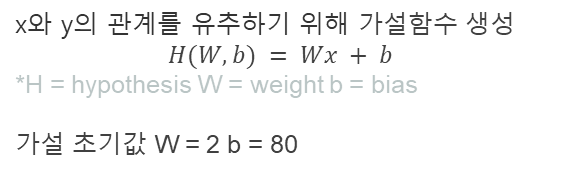 x와 y의 관계를 유추하기 위해 가설함수 생성
H(W, b) = Wx + b
*H = hypothesis W = weight b = bias
가설 초기값 W = 2 b = 80